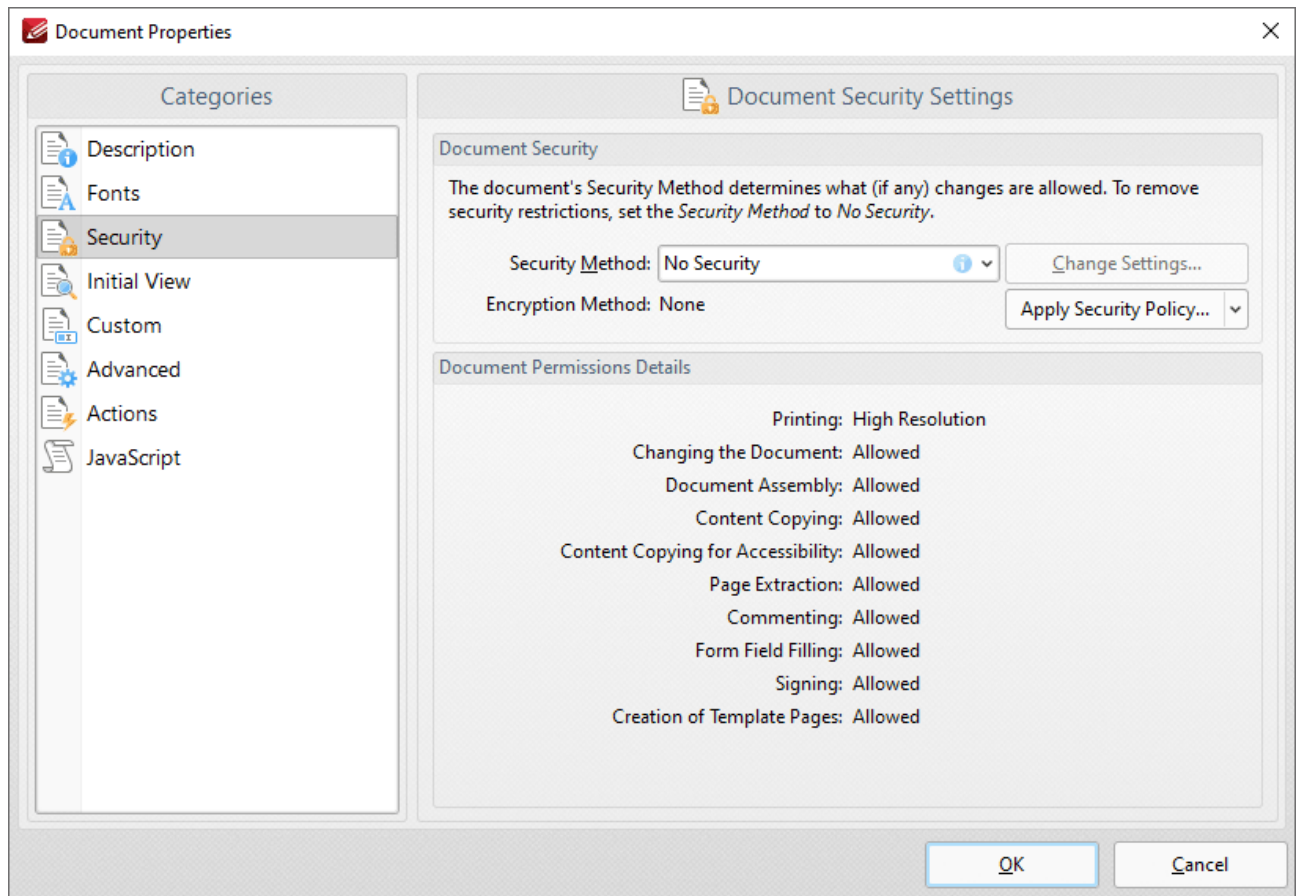 Document Properties
Categories
Description
Fonts
Security
Initial View
Custom
Advanced
Actions
JavaScript
Document Security Settings
Document Security
The document's Security Method determines what (if any) changes are allowed. To remove
security restrictions, set the Security Method to No Security.
Security Method: No Security Change Settings...
Encryption Method: None Apply Security Policy...
Document Permissions Details
Printing: High Resolution
Changing the Document: Allowed
Document Assembly: Allowed
Content Copying: Allowed
Content Copying for Accessibility: Allowed
Page Extraction: Allowed
Commenting: Allowed
Form Field Filling: Allowed
Signing: Allowed
Creation of Template Pages: Allowed
OK Cancel